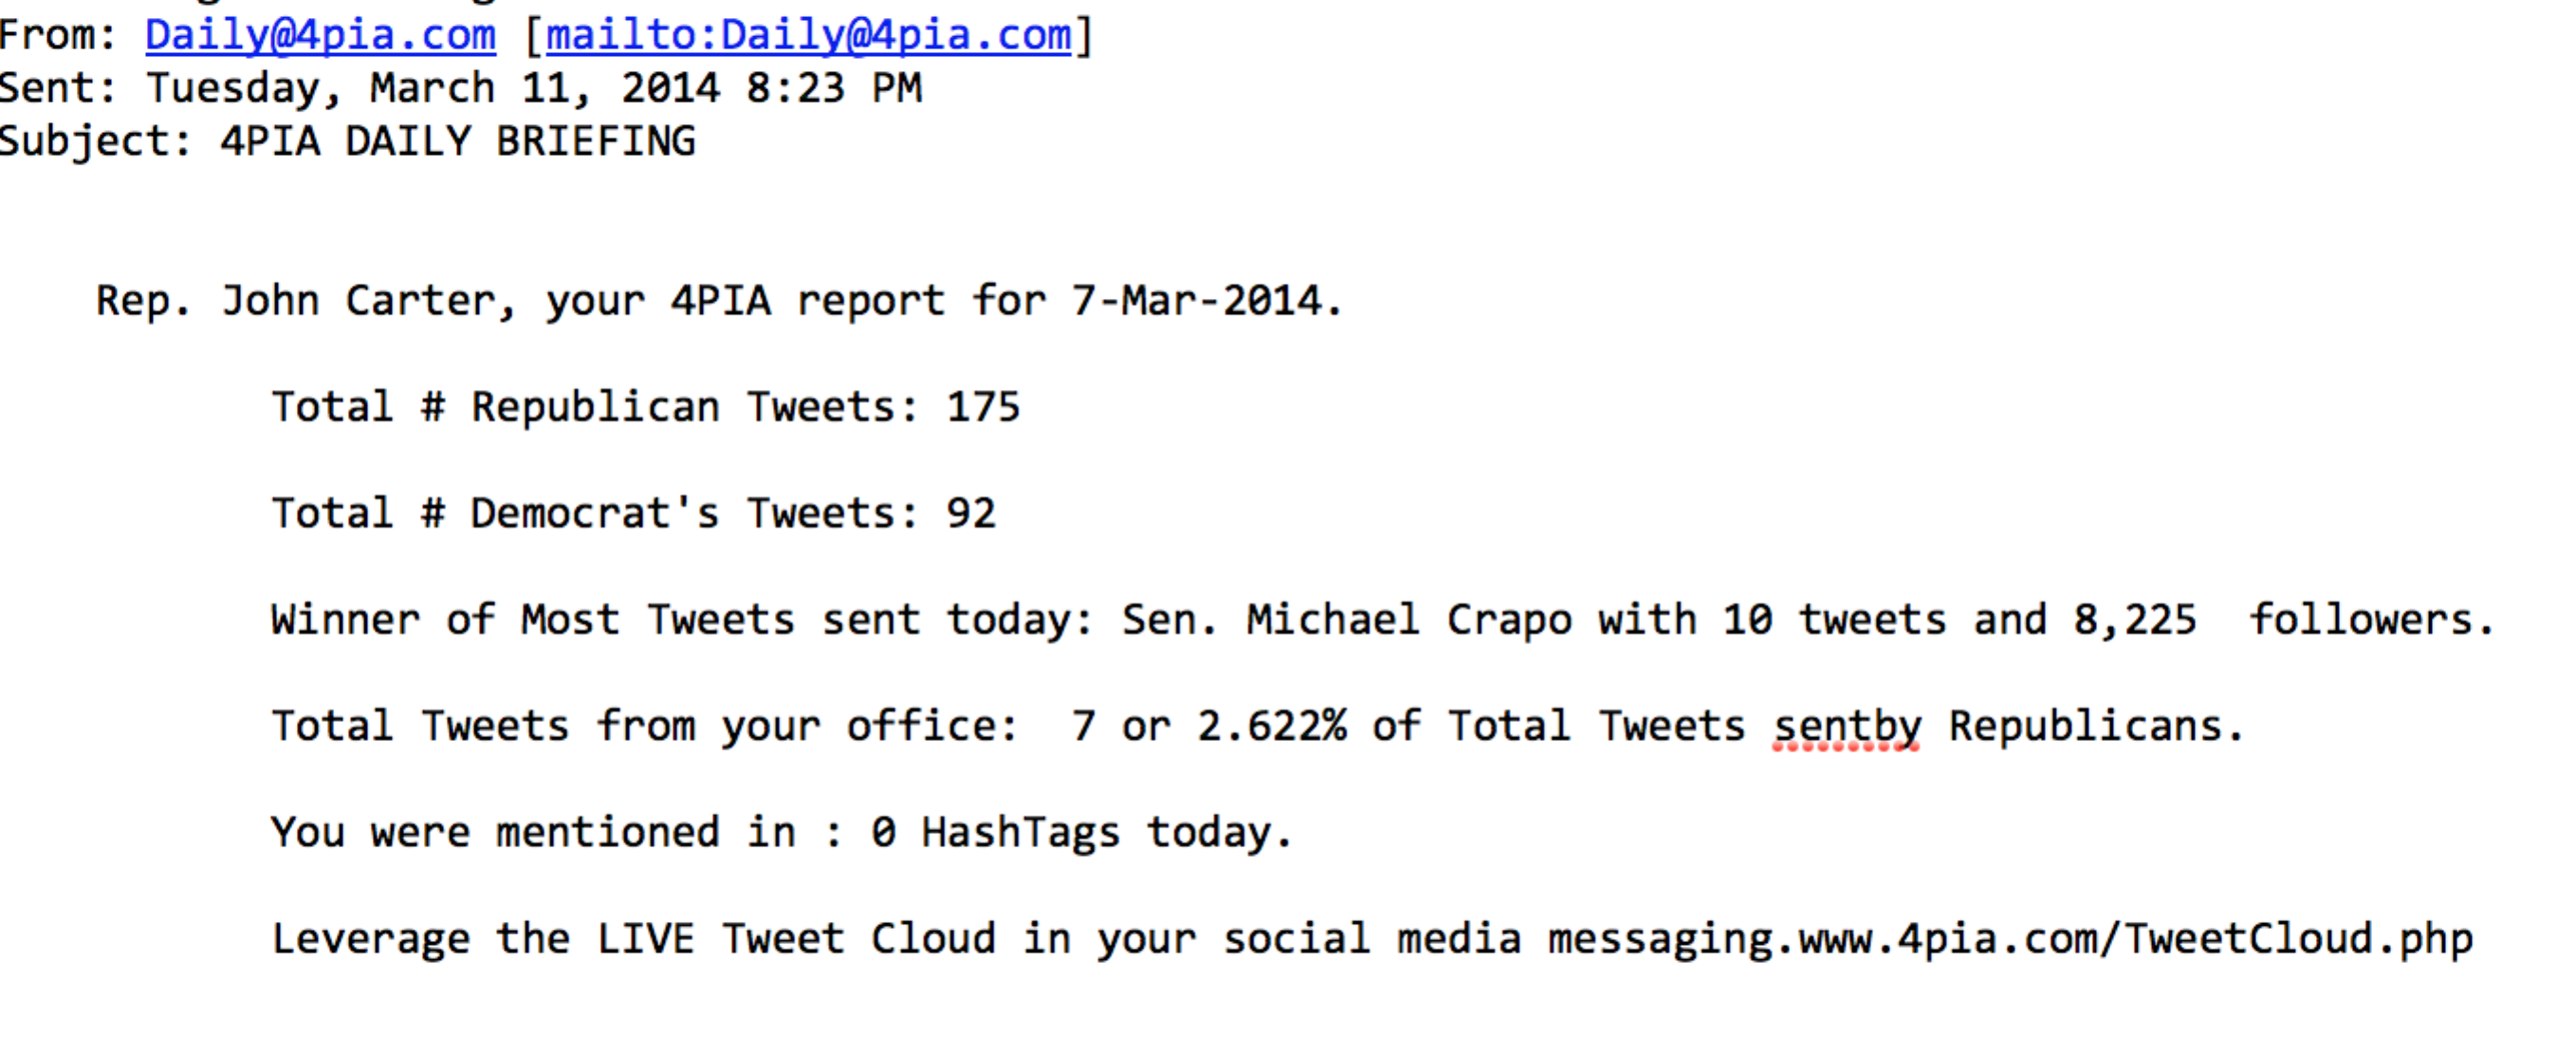 From: Daily@4pia.com [mailto:Daily@4pia.com]
Sent: Tuesday, March 11, 2014 8:23 PM
Subject: 4PIA DAILY BRIEFING
Rep. John Carter, your 4PIA report for 7-Mar-2014.
Total # Republican Tweets: 175
Total # Democrat's Tweets: 92
Winner of Most Tweets sent today: Sen. Michael Crapo with 10 tweets and 8,225  followers.
Total Tweets from your office:  7 or 2.622% of Total Tweets sentby Republicans.
You were mentioned in : 0 HashTags today.
Leverage the LIVE Tweet Cloud in your social media messaging.www.4pia.com/TweetCloud.php